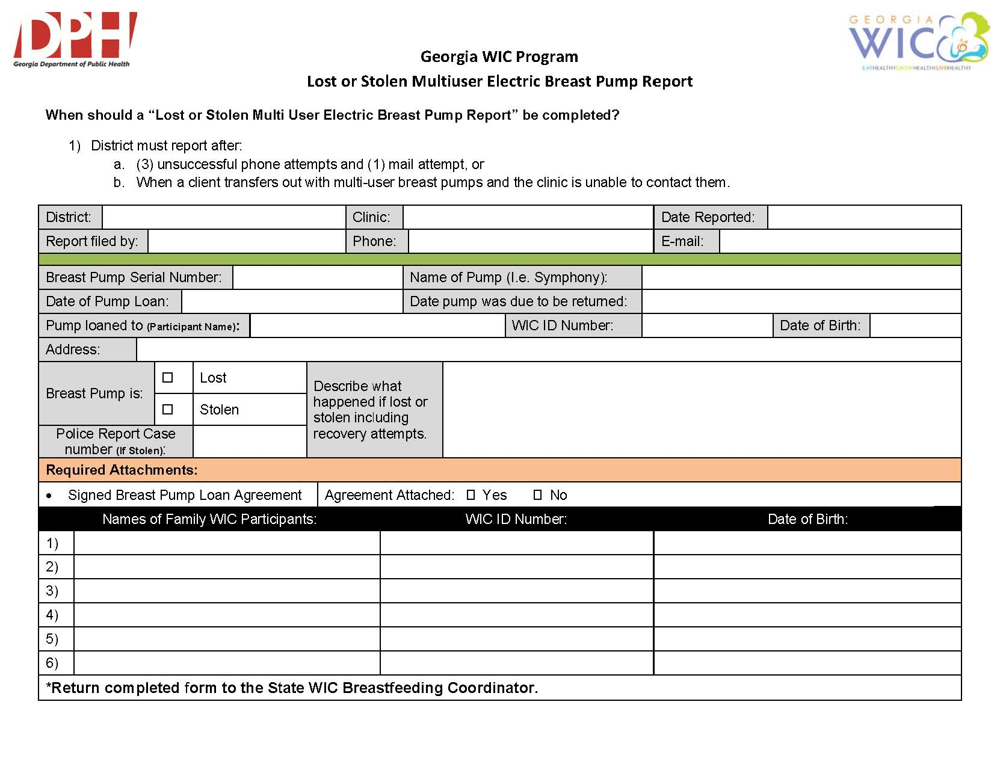 DPH
Georgia Department of Public Health
GEORGIA
WIC
EATHEALTHYGROWHEALTHYLIVEHEALTHY
Georgia WIC Program
Lost or Stolen Multiuser Electric Breast Pump Report
When should a “Lost or Stolen Multi User Electric Breast Pump Report” be completed?
1) District must report after:
a. (3) unsuccessful phone attempts and (1) mail attempt, or
b. When a client transfers out with multi-user breast pumps and the clinic is unable to contact them.
District: Clinic: Date Reported:
Report filed by: Phone: E-mail:
Breast Pump Serial Number: Name of Pump (I.e. Symphony):
Date of Pump Loan: Date pump was due to be returned:
Pump loaned to (Participant Name): WIC ID Number: Date of Birth:
Address:
Breast Pump is:
☐ Lost
☐ Stolen
Describe what
happened if lost or
stolen including
recovery attempts.
Police Report Case
number (If Stolen):
Required Attachments:
• Signed Breast Pump Loan Agreement Agreement Attached: ☐ Yes ☐ No
Names of Family WIC Participants: WIC ID Number: Date of Birth:
1)
2)
3)
4)
5)
6)
*Return completed form to the State WIC Breastfeeding Coordinator.